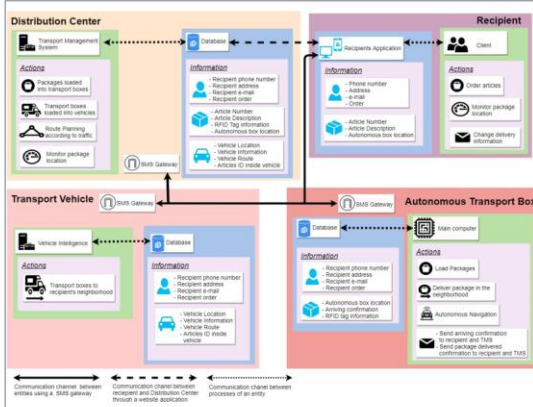 Distribution Center
Transport Management
System
Database
Actions
Packages loaded
into transport boxes
Transport boxes
loaded into vehicles
Route Planning
according to traffic
Monitor package
location
Information
- Recipient phone number
- Recipient address
- Recipient e-mail
- Recipient order
- Article Number
- Article Description
- RFID Tag information
- Autonomous box location
- Vehicle Location
- Vehicle Information
- Vehicle Route
- Articles ID inside vehicle
SMS Gateway
Recipient
Recipients Application
Client
Information
- Phone number
- Address
- e-mail
- Order
- Article Number
- Article Description
- Autonomous box location
Actions
Order articles
Monitor package
location
Change delivery
information
Transport Vehicle
SMS Gateway
Vehicle Intelligence
Database
Actions
Transport boxes to
recipient's neighborhood
Information
- Recipient phone number
- Recipient address
- Recipient e-mail
- Recipient order
- Vehicle Location
- Vehicle Information
- Vehicle Route
- Articles ID inside
vehicle
Autonomous Transport Box
SMS Gateway
Database
Main computer
Information
- Recipient phone number
- Recipient address
- Recipient e-mail
- Recipient order
- Autonomous box location
- Arriving confirmation
- RFID tag information
Actions
Load Packages
Deliver package in the
neighborhood
Autonomous Navigation
- Send arriving confirmation
to recipient and TMS
- Send package delivered
confirmation to recipient and TMS
Communication channel between
entities using a SMS gateway
Communication chanel between
recepient and Distribution Center
through a website application
Communication chanel between
processes of an entity